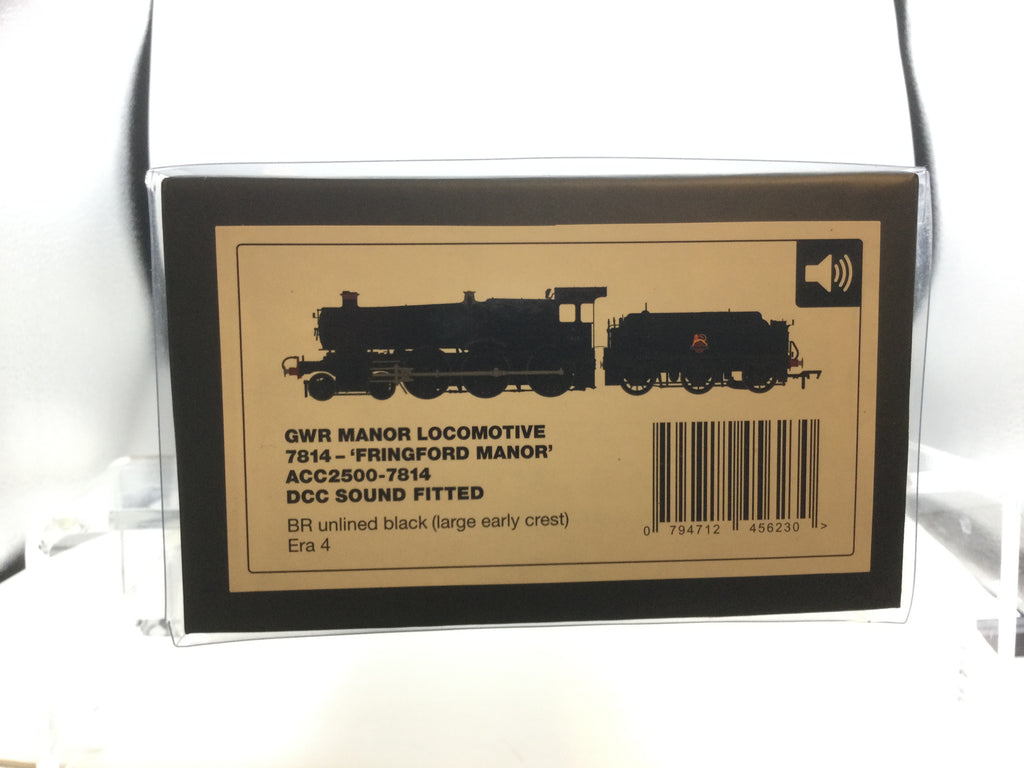 GWR MANOR LOCOMOTIVE
7814 – ‘FRINGFORD MANOR’
ACC2500-7814
DCC SOUND FITTED
BR unlined black (large early crest)
Era 4
0 794712 456230 >